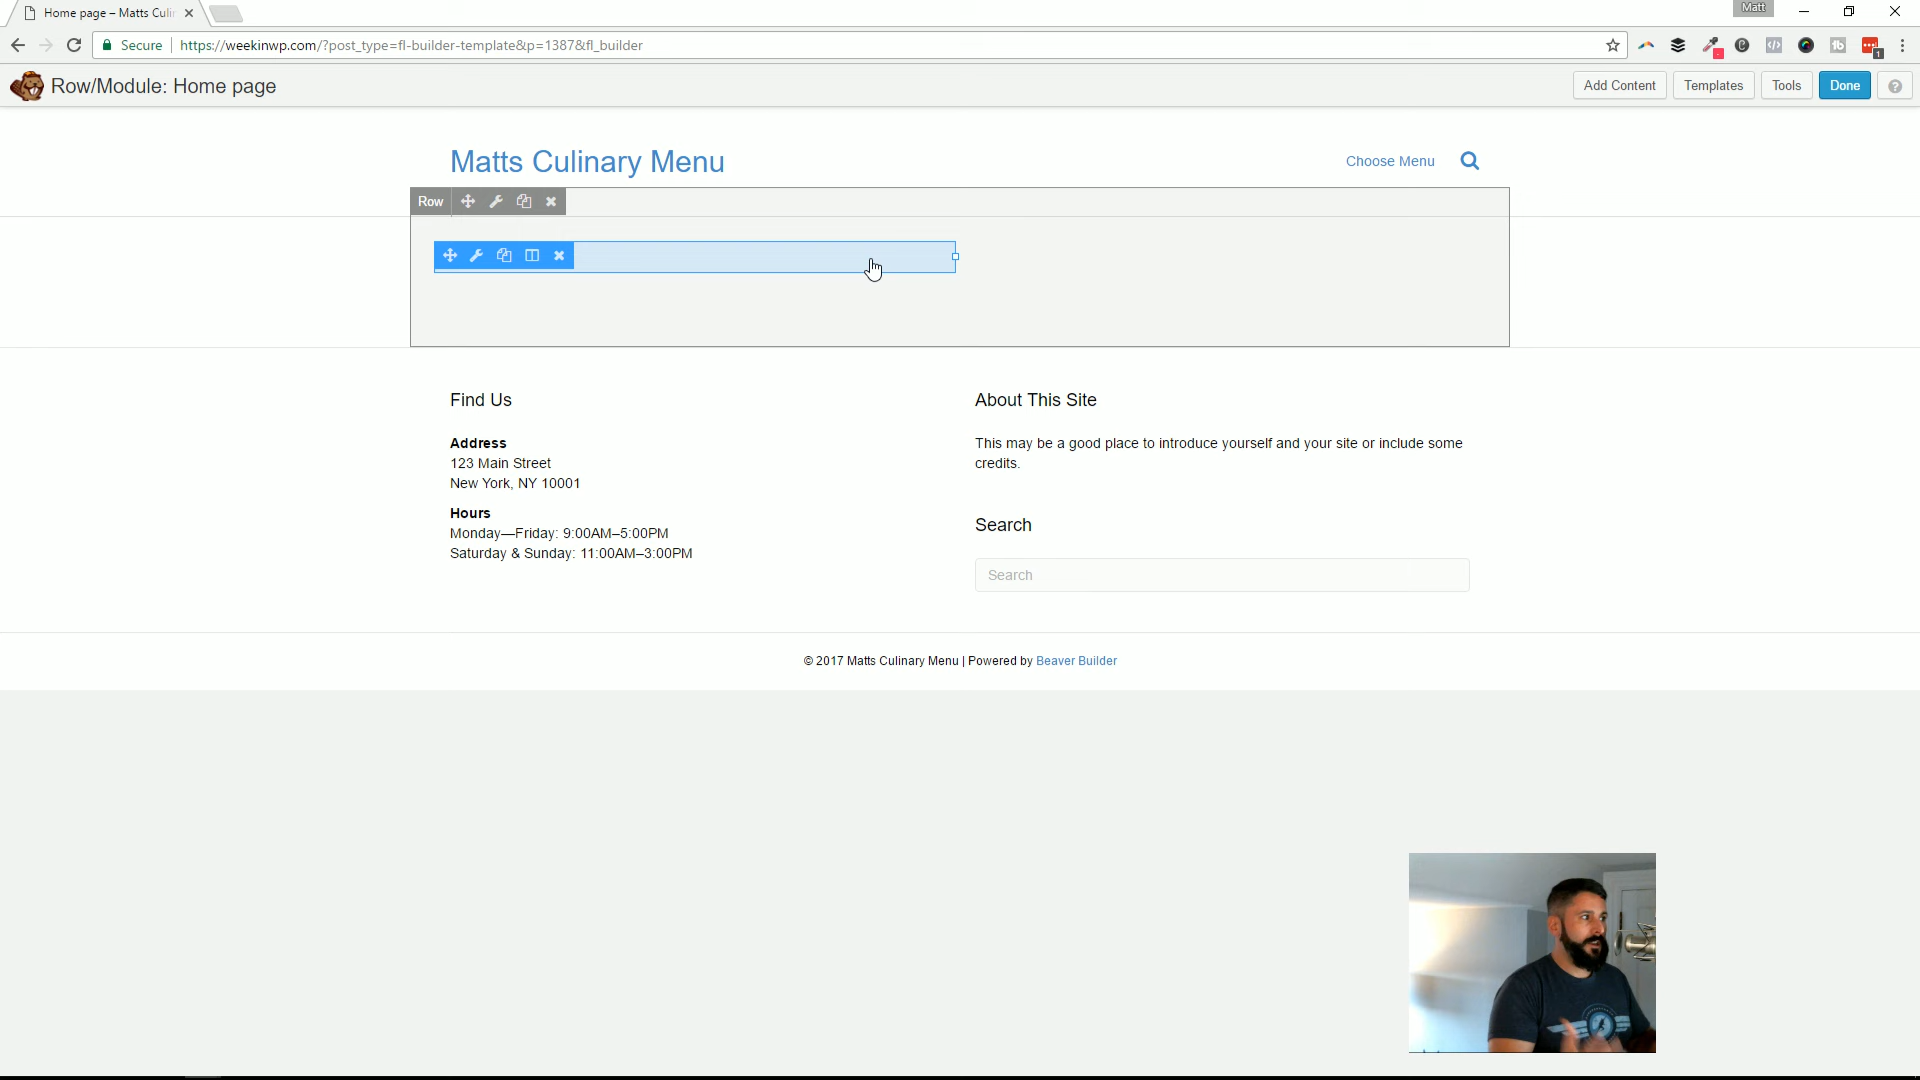 Home page – Matts Culi
Matt
Secure
https://weekinwp.com/?post_type=fl-builder-template&p=1387&fl_builder
1
Row/Module: Home page
Add Content
Templates
Tools
Done
?
Matts Culinary Menu
Choose Menu
Row
Find Us
Address
123 Main Street
New York, NY 10001
Hours
Monday—Friday: 9:00AM–5:00PM
Saturday & Sunday: 11:00AM–3:00PM
About This Site
This may be a good place to introduce yourself and your site or include some
credits.
Search
Search
© 2017 Matts Culinary Menu | Powered by Beaver Builder